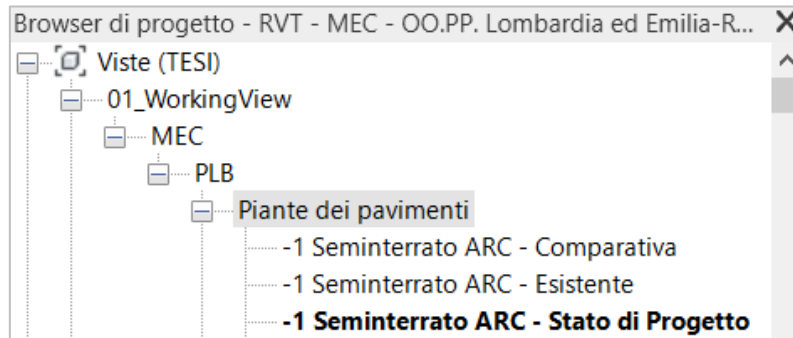 Browser di progetto - RVT - MEC - OO.PP. Lombardia ed Emilia-R...
Viste (TESI)
01_WorkingView
MEC
PLB
Piante dei pavimenti
-1 Seminterrato ARC - Comparativa
-1 Seminterrato ARC - Esistente
-1 Seminterrato ARC - Stato di Progetto